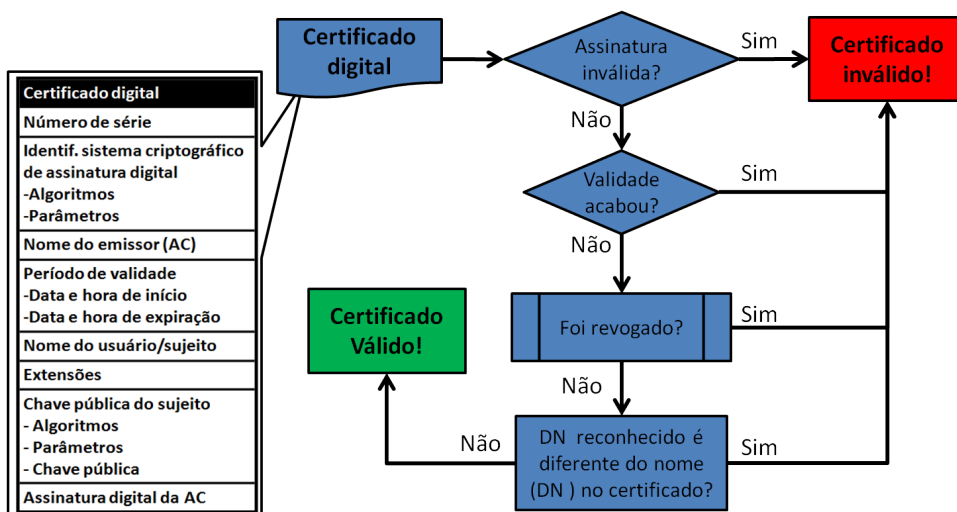 Certificado digital
Número de série
Identif. sistema criptográfico
de assinatura digital
-Algoritmos
-Parâmetros
Nome do emissor (AC)
Período de validade
-Data e hora de início
-Data e hora de expiração
Nome do usuário/sujeito
Extensões
Chave pública do sujeito
- Algoritmos
- Parâmetros
- Chave pública
Assinatura digital da AC
Certificado
digital
Assinatura
inválida?
Sim
Certificado
inválido!
Não
Validade
acabou?
Sim
Não
Foi revogado?
Sim
Não
DN reconhecido é
diferente do nome
(DN ) no certificado?
Sim
Não
Certificado
Válido!